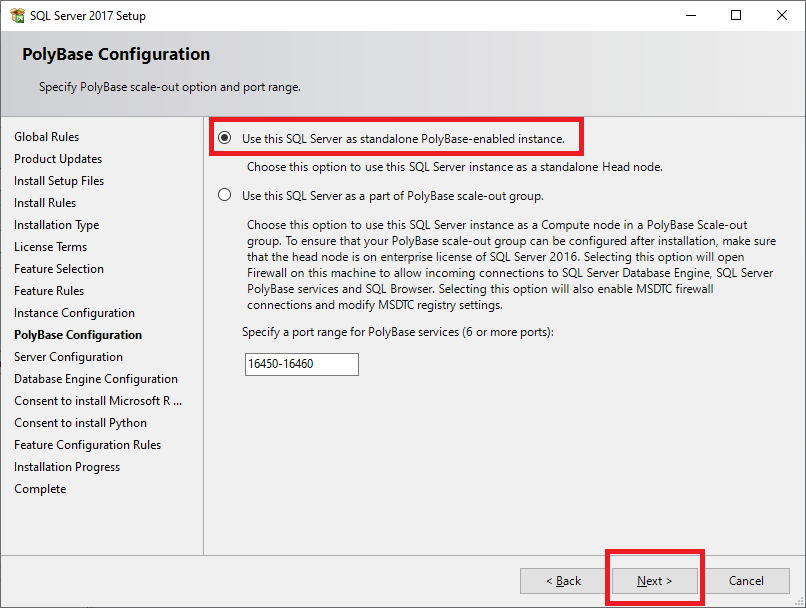 SQL Server 2017 Setup
PolyBase Configuration
Specify PolyBase scale-out option and port range.
Global Rules
Product Updates
Install Setup Files
Install Rules
Installation Type
License Terms
Feature Selection
Feature Rules
Instance Configuration
PolyBase Configuration
Server Configuration
Database Engine Configuration
Consent to install Microsoft R ...
Consent to install Python
Feature Configuration Rules
Installation Progress
Complete
Use this SQL Server as standalone PolyBase-enabled instance.
Choose this option to use this SQL Server instance as a standalone Head node.
Use this SQL Server as a part of PolyBase scale-out group.
Choose this option to use this SQL Server instance as a Compute node in a PolyBase Scale-out
group. To ensure that your PolyBase scale-out group can be configured after installation, make sure
that the head node is on enterprise license of SQL Server 2016. Selecting this option will open
Firewall on this machine to allow incoming connections to SQL Server Database Engine, SQL Server
PolyBase services and SQL Browser. Selecting this option will also enable MSDTC firewall
connections and modify MSDTC registry settings.
Specify a port range for PolyBase services (6 or more ports):
16450-16460
< Back
Next >
Cancel